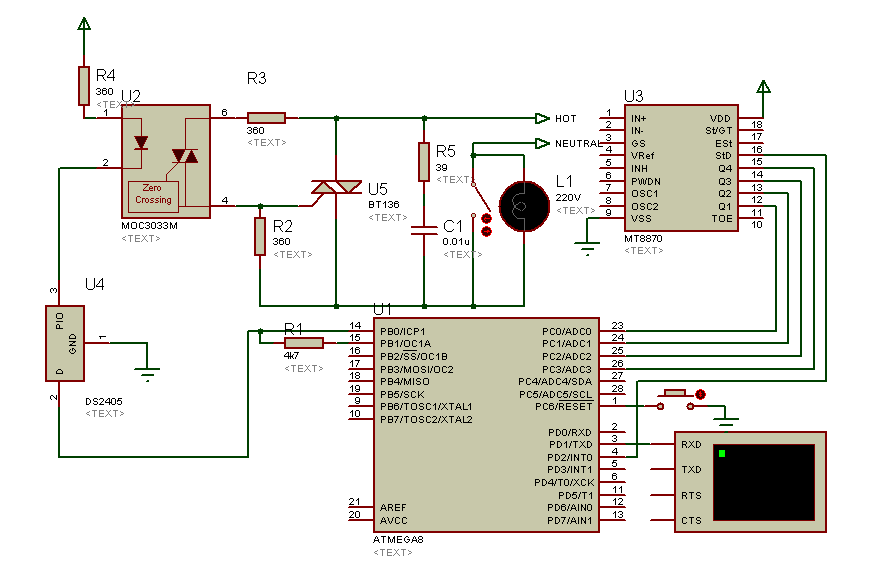 R4
360
<TEXT>
U2
1
2
6
4
Zero
Crossing
MOC3033M
<TEXT>
R3
360
<TEXT>
R2
360
<TEXT>
U5
BT136
<TEXT>
R5
39
<TEXT>
C1
0.01u
<TEXT>
HOT
NEUTRAL
L1
220V
<TEXT>
U3
1 IN+ VDD 18
2 IN- St/GT 17
3 GS ESt 16
4 VRef StD 15
5 INH Q4 14
6 PWDN Q3 13
7 OSC1 Q2 12
8 OSC2 Q1 11
9 VSS TOE 10
MT8870
<TEXT>
U4
3
PIO
GND
1
D
2
DS2405
<TEXT>
R1
4k7
<TEXT>
U1
14 PB0/ICP1 PC0/ADC0 23
15 PB1/OC1A PC1/ADC1 24
16 PB2/SS/OC1B PC2/ADC2 25
17 PB3/MOSI/OC2 PC3/ADC3 26
18 PB4/MISO PC4/ADC4/SDA 27
19 PB5/SCK PC5/ADC5/SCL 28
9 PB6/TOSC1/XTAL1 PC6/RESET 1
10 PB7/TOSC2/XTAL2
PD0/RXD 2
PD1/TXD 3
PD2/INT0 4
PD3/INT1 5
PD4/T0/XCK 6
PD5/T1 11
21 AREF PD6/AIN0 12
20 AVCC PD7/AIN1 13
ATMEGA8
<TEXT>
RXD
TXD
RTS
CTS